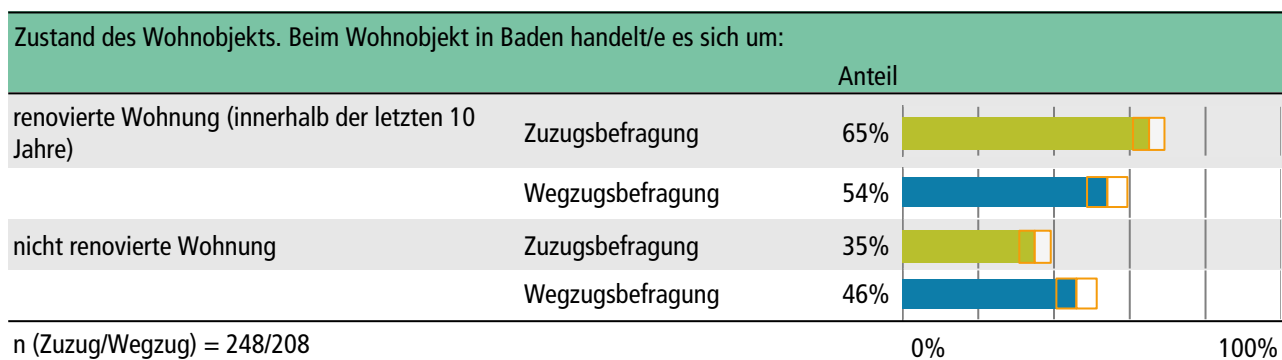 Zustand des Wohnobjekts. Beim Wohnobjekt in Baden handelt/e es sich um:
Anteil
renovierte Wohnung (innerhalb der letzten 10
Jahre)
Zuzugsbefragung 65%
Wegzugsbefragung 54%
nicht renovierte Wohnung Zuzugsbefragung 35%
Wegzugsbefragung 46%
n (Zuzug/Wegzug) = 248/208 0% 100%